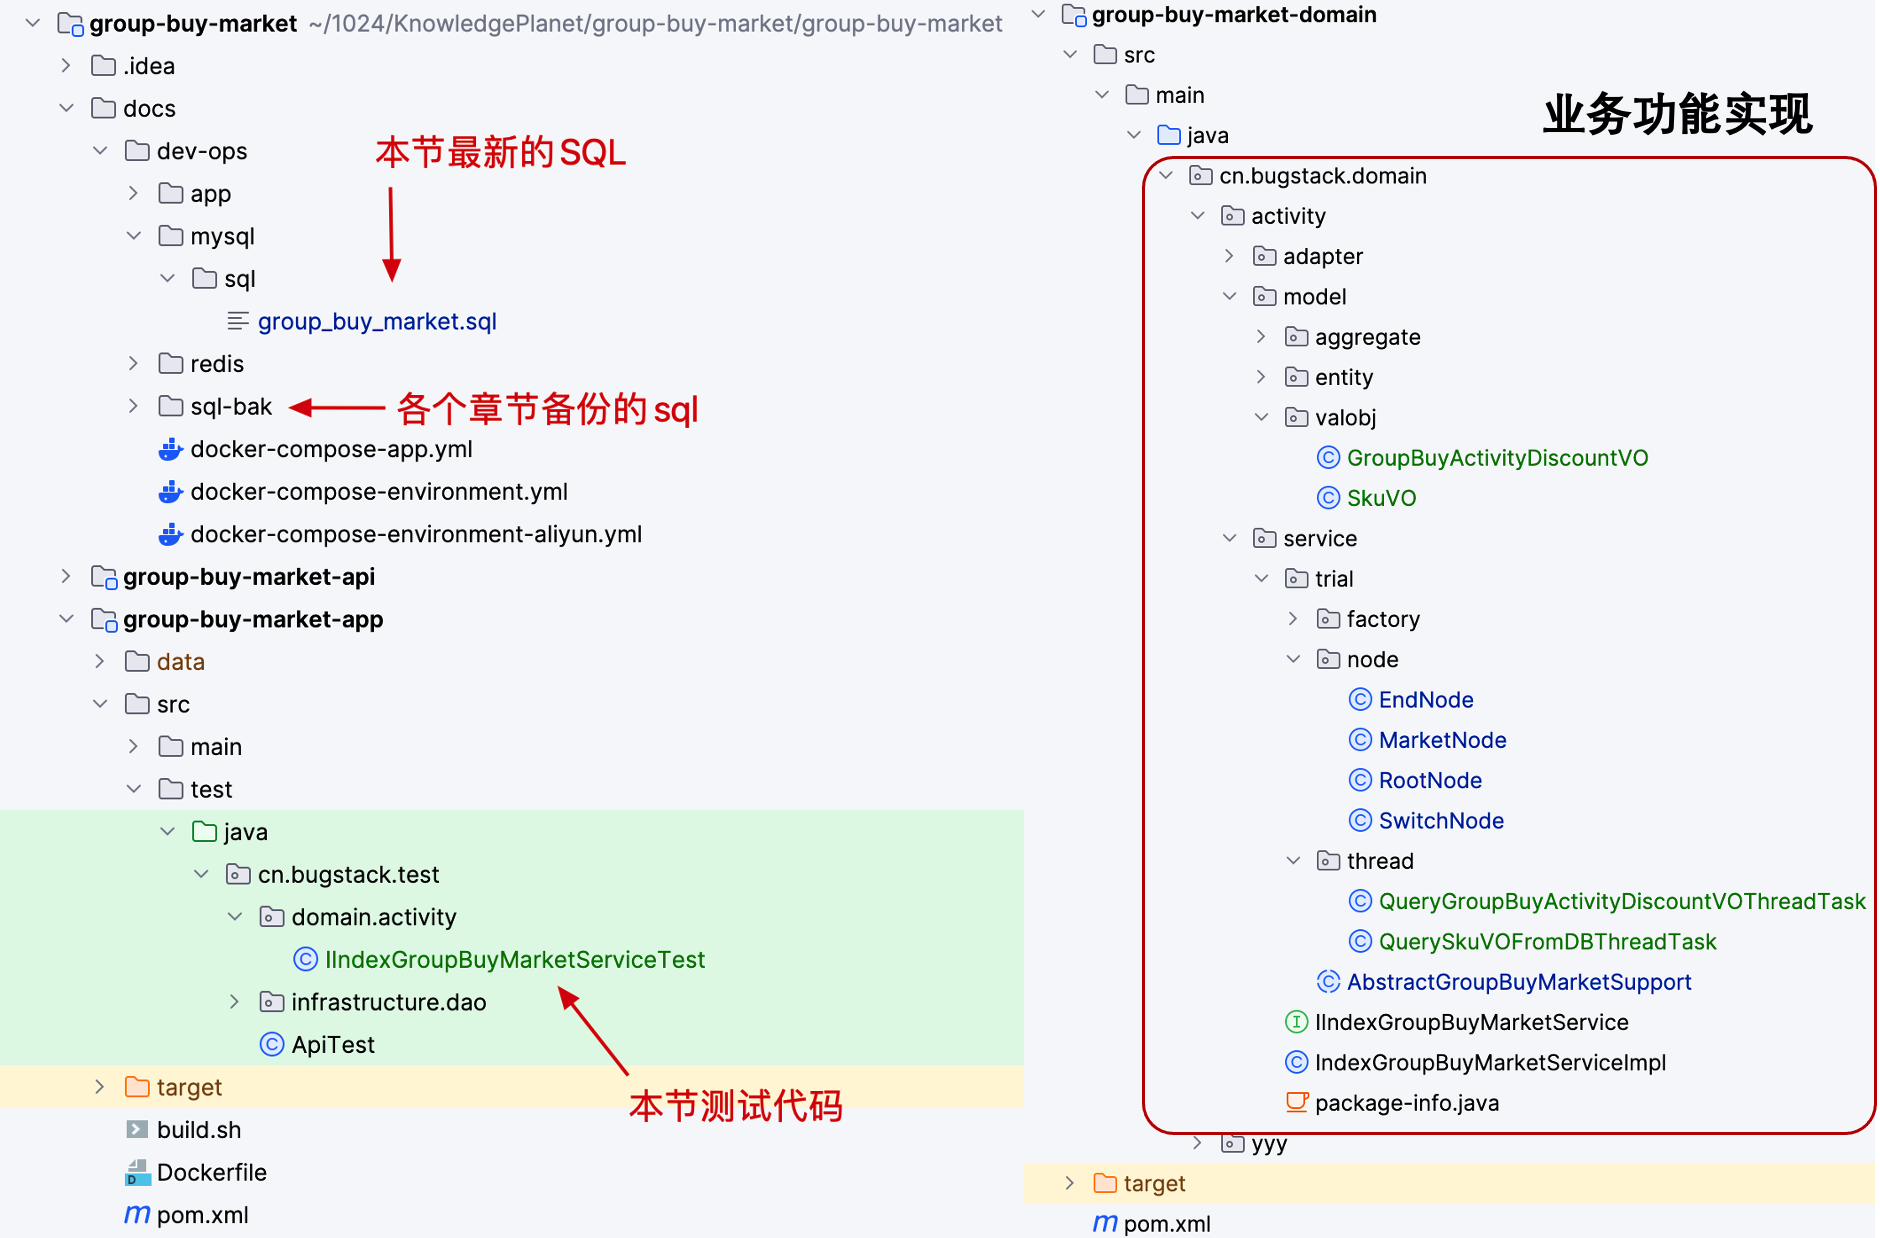 group-buy-market ~/1024/KnowledgePlanet/group-buy-market/group-buy-market
.idea
docs
dev-ops
本节最新的SQL
app
mysql
sql
group_buy_market.sql
redis
sql-bak
各个章节备份的sql
docker-compose-app.yml
docker-compose-environment.yml
docker-compose-environment-aliyun.yml
group-buy-market-api
group-buy-market-app
data
src
main
test
java
cn.bugstack.test
domain.activity
IIndexGroupBuyMarketServiceTest
infrastructure.dao
ApiTest
target
本节测试代码
build.sh
Dockerfile
pom.xml
group-buy-market-domain
src
main
业务功能实现
java
cn.bugstack.domain
activity
adapter
model
aggregate
entity
valobj
GroupBuyActivityDiscountVO
SkuVO
service
trial
factory
node
EndNode
MarketNode
RootNode
SwitchNode
thread
QueryGroupBuyActivityDiscountVOThreadTask
QuerySkuVOFromDBThreadTask
AbstractGroupBuyMarketSupport
IIndexGroupBuyMarketService
IndexGroupBuyMarketServiceImpl
package-info.java
yyy
target
pom.xml